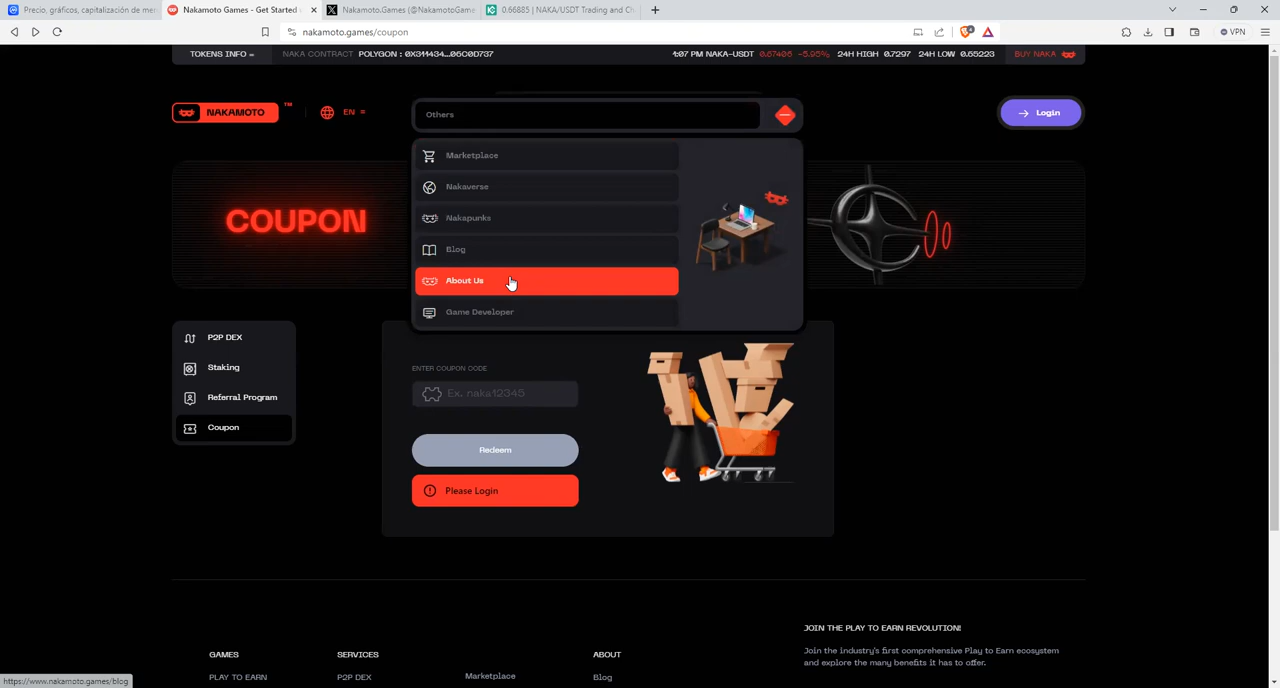 Precio, gráficos, capitalización de mer
Nakamoto Games - Get Started
Nakamoto.Games (@NakamotoGame
0.66885 | NAKA/USDT Trading and Ch
nakamoto.games/coupon
4
VPN
TOKENS INFO
NAKA CONTRACT POLYGON : 0X311434...06C0D737
1:07 PM NAKA-USDT 0.67406 -5.95% 24H HIGH 0.7297 24H LOW 0.65223
BUY NAKA
NAKAMOTO ™
EN
Others
Login
Marketplace
Nakaverse
Nakapunks
Blog
About Us
Game Developer
COUPON
P2P DEX
Staking
Referral Program
Coupon
ENTER COUPON CODE
Ex. naka12345
Redeem
Please Login
JOIN THE PLAY TO EARN REVOLUTION!
Join the industry's first comprehensive Play to Earn ecosystem
and explore the many benefits it has to offer.
GAMES
SERVICES
ABOUT
PLAY TO EARN
P2P DEX
Marketplace
Blog
https://www.nakamoto.games/blog